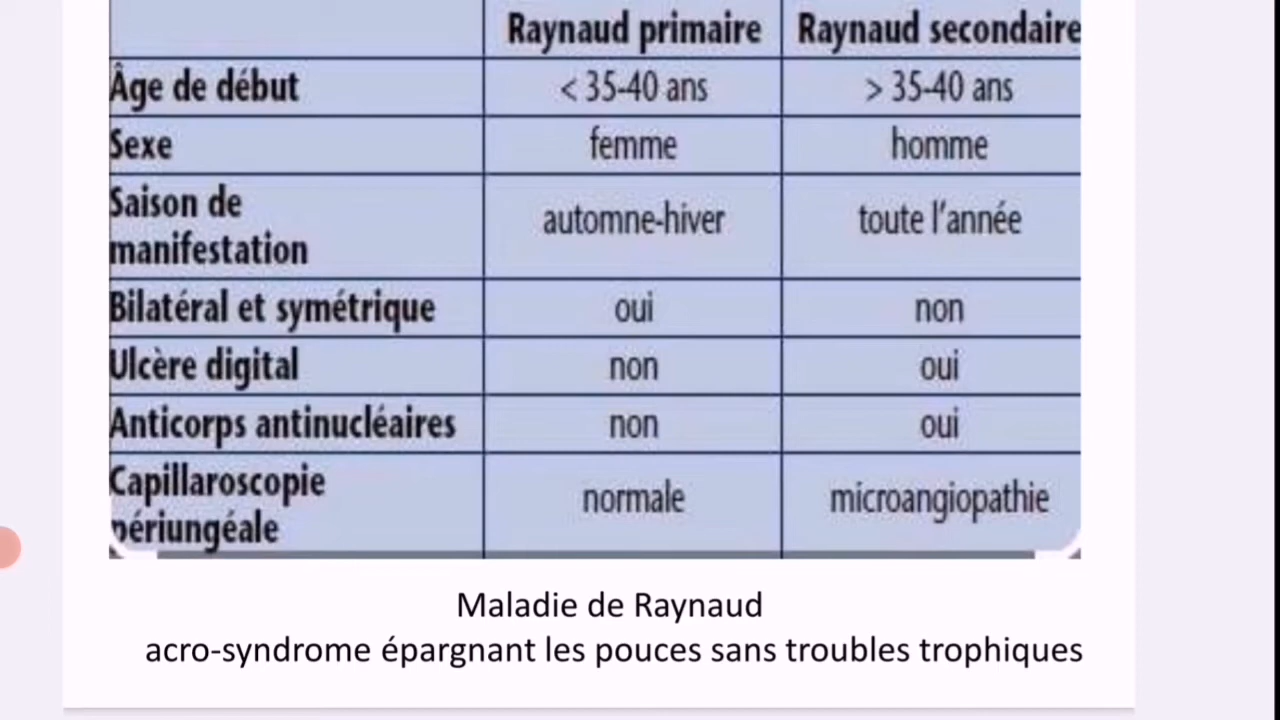 Raynaud primaire Raynaud secondaire
Âge de début < 35-40 ans > 35-40 ans
Sexe femme homme
Saison de
manifestation automne-hiver toute l'année
Bilatéral et symétrique oui non
Ulcère digital non oui
Anticorps antinucléaires non oui
Capillaroscopie
périungéale normale microangiopathie
Maladie de Raynaud
acro-syndrome épargnant les pouces sans troubles trophiques